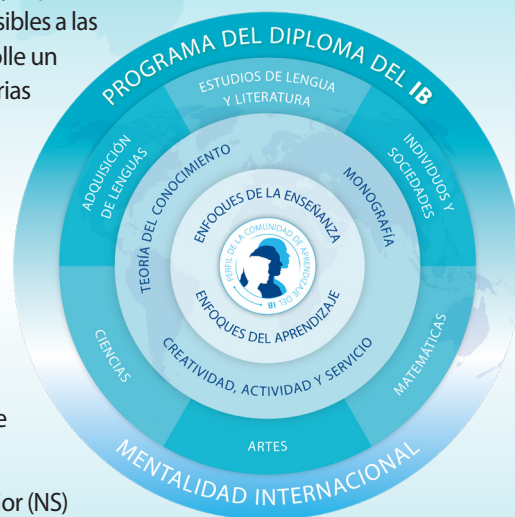 sibles a las
olle un
rias
e
ior (NS)
PROGRAMA DEL DIPLOMA DEL IB
ESTUDIOS DE LENGUA
Y LITERATURA
ADQUISICIÓN
DE LENGUAS
INDIVIDUOS Y
SOCIEDADES
TEORÍA DEL CONOCIMIENTO
MONOGRAFÍA
ENFOQUES DE LA ENSEÑANZA
PERFIL DE LA COMUNIDAD DE APRENDIZAJE DEL IB
ENFOQUES DEL APRENDIZAJE
CREATIVIDAD, ACTIVIDAD Y SERVICIO
CIENCIAS
MATEMÁTICAS
ARTES
MENTALIDAD INTERNACIONAL